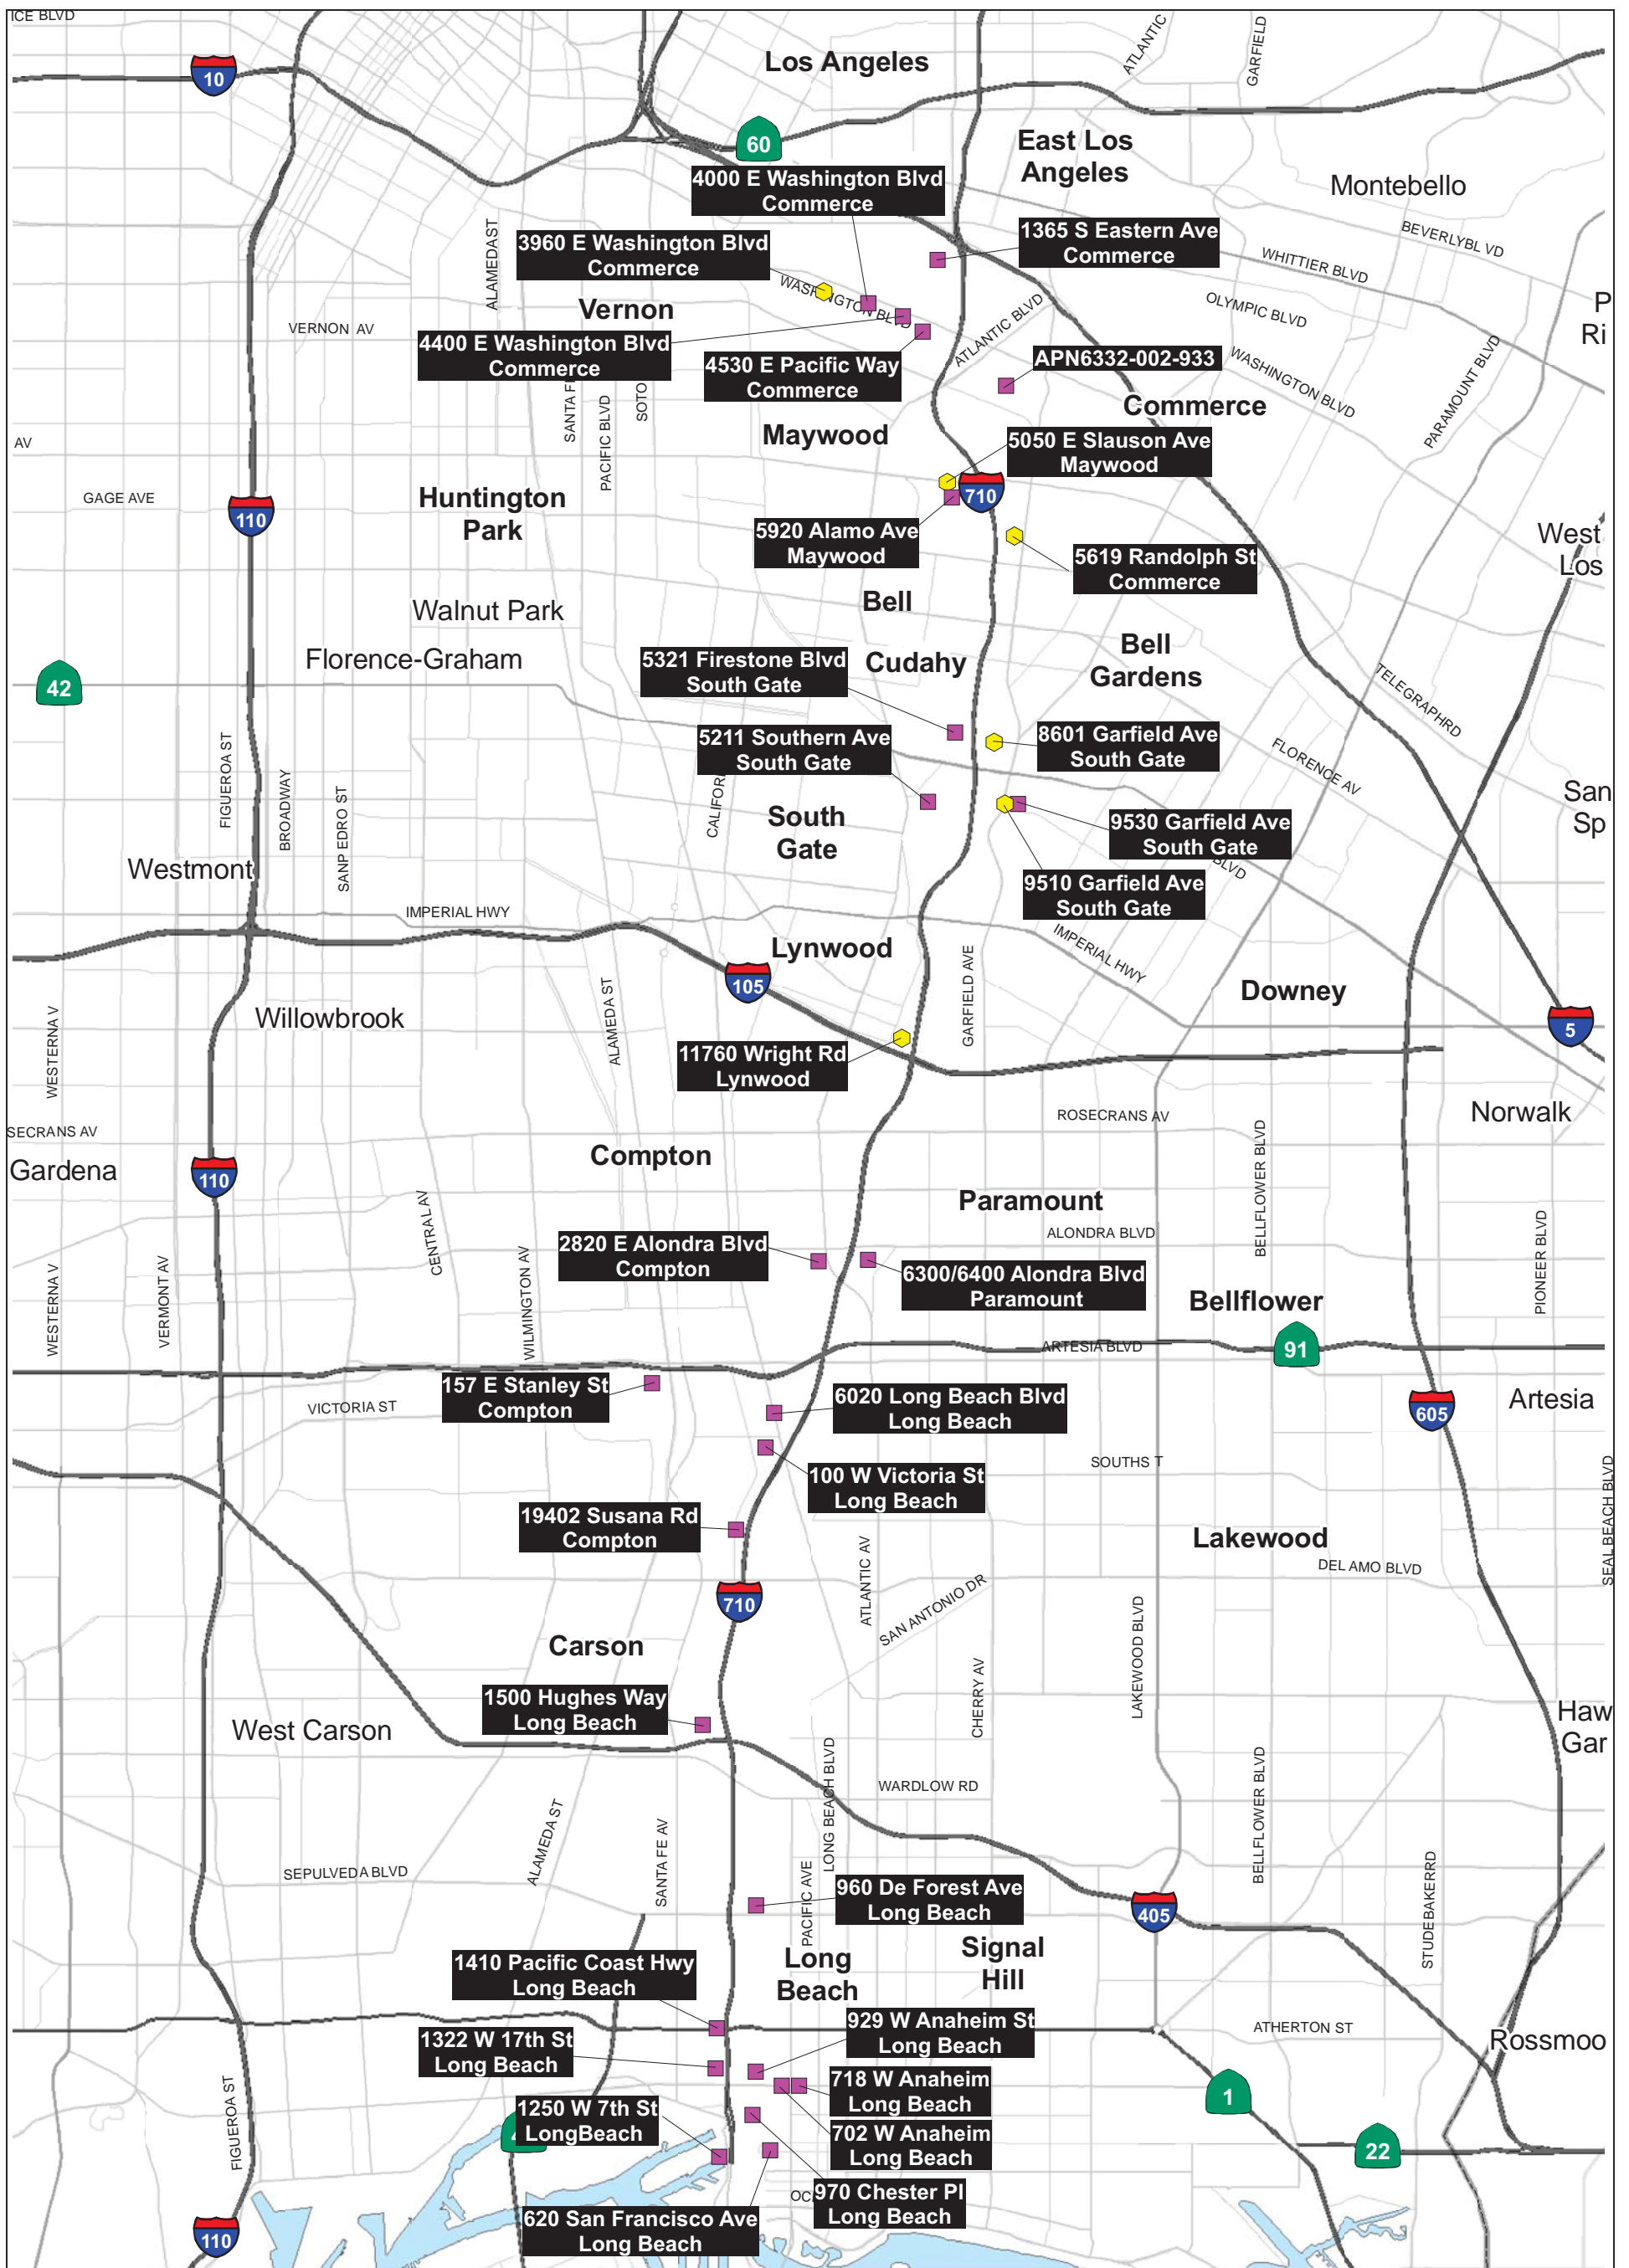 ICE BLVD
ATLANTIC
GARFIELD
Los Angeles
10
60
East Los
Angeles
Montebello
4000 E Washington Blvd
Commerce
1365 S Eastern Ave
Commerce
BEVERLYBL VD
WHITTIER BLVD
3960 E Washington Blvd
Commerce
ALAMEDAST
WASHINGTON BLVD
OLYMPIC BLVD
P
Ri
Vernon
VERNON AV
4400 E Washington Blvd
Commerce
4530 E Pacific Way
Commerce
ATLANTIC BLVD
APN6332-002-933
WASHINGTON BLVD
PARAMOUNT BLVD
SANTA F
PACIFIC BLVD
SOTO
Commerce
Maywood
AV
5050 E Slauson Ave
Maywood
GAGE AVE
110
Huntington
Park
710
5920 Alamo Ave
Maywood
5619 Randolph St
Commerce
West
Los
Bell
Walnut Park
Florence-Graham
42
5321 Firestone Blvd
South Gate
Cudahy
Bell
Gardens
TELEGRAPHRD
5211 Southern Ave
South Gate
8601 Garfield Ave
South Gate
FLORENCE AV
FIGUEROA ST
BROADWAY
SANP EDRO ST
CALIFOR
South
Gate
9530 Garfield Ave
South Gate
BLVD
San
Sp
9510 Garfield Ave
South Gate
Westmont
IMPERIAL HWY
Lynwood
105
IMPERIAL HWY
GARFIELD AVE
Downey
5
WESTERNA V
Willowbrook
ALAMEDA ST
11760 Wright Rd
Lynwood
ROSECRANS AV
Norwalk
SECRANS AV
Gardena
110
Compton
BELLFLOWER BLVD
Paramount
ALONDRA BLVD
CENTRAL AV
WILMINGTON AV
PIONEER BLVD
2820 E Alondra Blvd
Compton
6300/6400 Alondra Blvd
Paramount
WESTERNA V
VERMONT AV
Bellflower
91
ARTESIA BLVD
157 E Stanley St
Compton
VICTORIA ST
6020 Long Beach Blvd
Long Beach
605
Artesia
100 W Victoria St
Long Beach
SOUTHS T
SEAL BEACH BLVD
19402 Susana Rd
Compton
Lakewood
DEL AMO BLVD
ATLANTIC AV
SAN ANTONIO DR
710
LAKEWOOD BLVD
Carson
CHERRY AV
1500 Hughes Way
Long Beach
West Carson
Haw
Gar
LONG BEACH BLVD
WARDLOW RD
BELLFLOWER BLVD
ALAMEDA ST
SANTA FE AV
SEPULVEDA BLVD
PACIFIC AVE
960 De Forest Ave
Long Beach
405
STUDEBAKERRD
Signal
Hill
Long
Beach
1410 Pacific Coast Hwy
Long Beach
929 W Anaheim St
Long Beach
ATHERTON ST
Rossmoo
1322 W 17th St
Long Beach
718 W Anaheim
Long Beach
1
FIGUEROA ST
1250 W 7th St
LongBeach
702 W Anaheim
Long Beach
22
970 Chester Pl
Long Beach
OC
620 San Francisco Ave
Long Beach
110